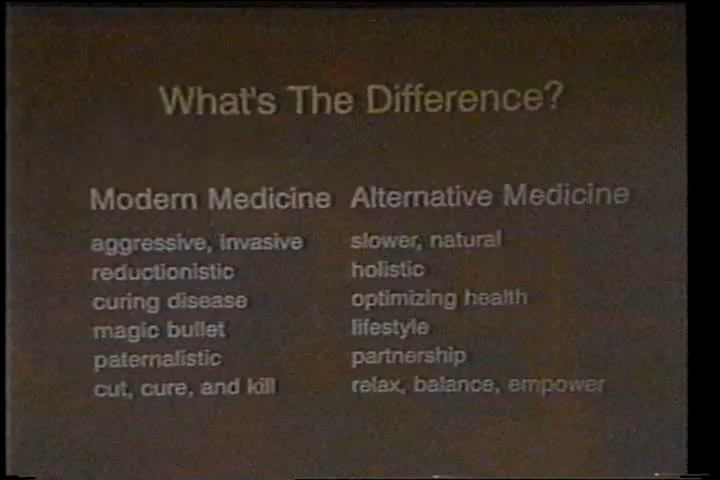 What's The Difference?
Modern Medicine Alternative Medicine
aggressive, invasive slower, natural
reductionistic holistic
curing disease optimizing health
magic bullet lifestyle
paternalistic partnership
cut, cure, and kill relax, balance, empower